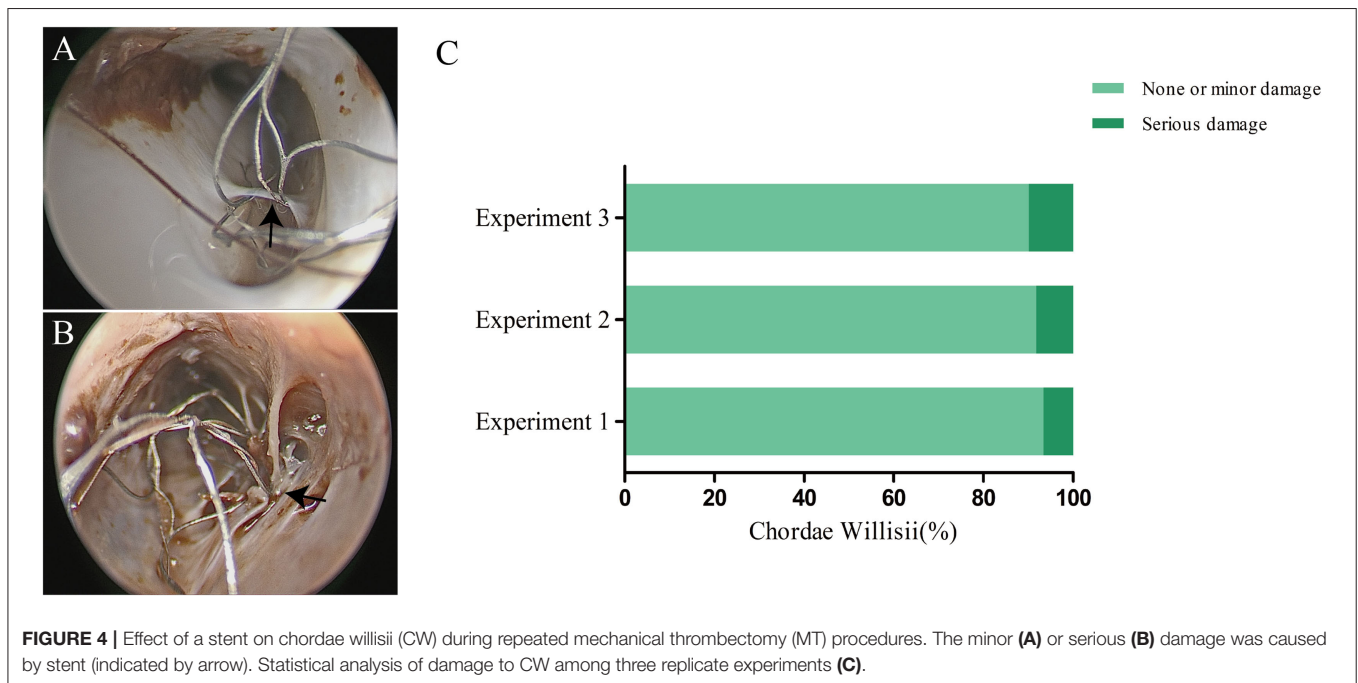 A
B
C
None or minor damage
Serious damage
Experiment 3
Experiment 2
Experiment 1
0 20 40 60 80 100
Chordae Willisii(%)
FIGURE 4 | Effect of a stent on chordae willisii (CW) during repeated mechanical thrombectomy (MT) procedures. The minor (A) or serious (B) damage was caused
by stent (indicated by arrow). Statistical analysis of damage to CW among three replicate experiments (C).